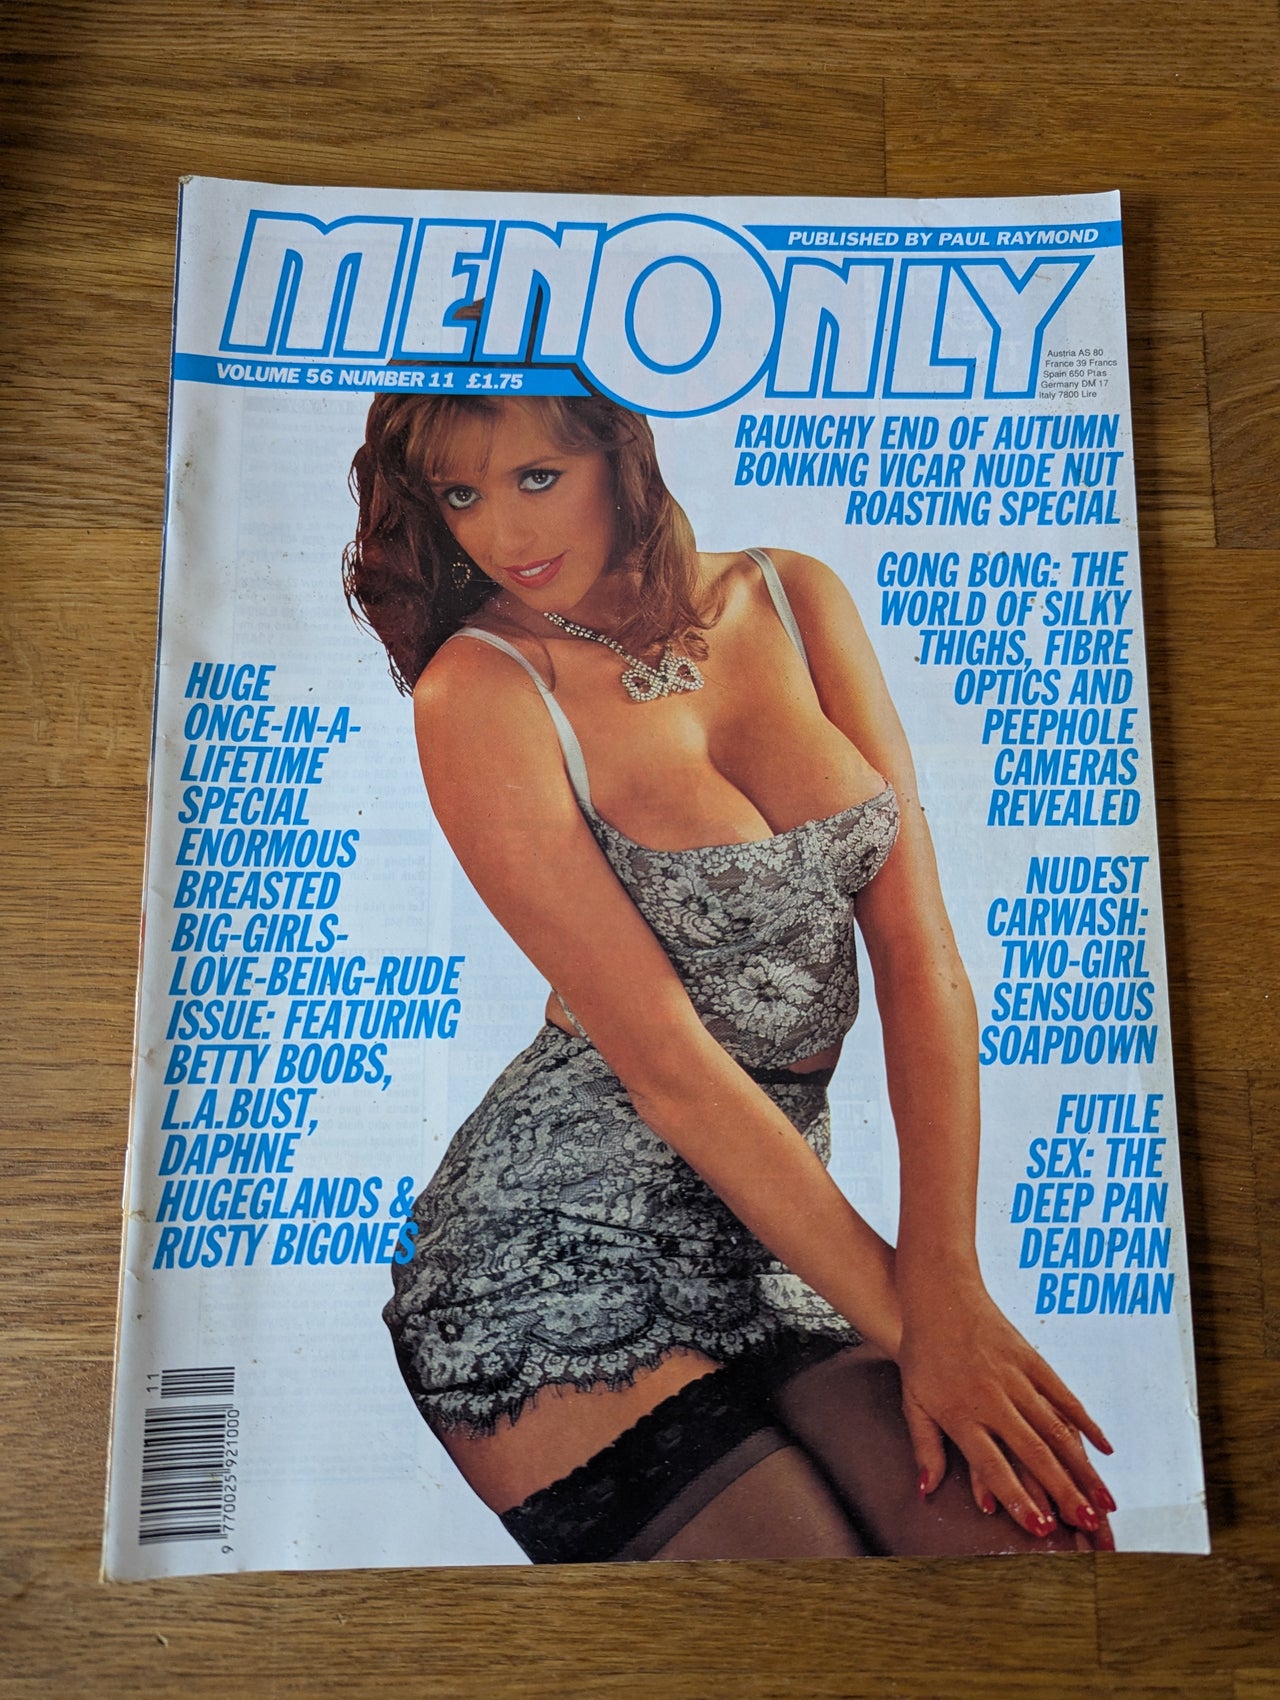 MEN ONLY
PUBLISHED BY PAUL RAYMOND
VOLUME 56 NUMBER 11 £1.75
Austria AS 80
France 39 Francs
Spain 650 Ptas
Germany DM 17
Italy 7800 Lire
RAUNCHY END OF AUTUMN
BONKING VICAR NUDE NUT
ROASTING SPECIAL
GONG BONG: THE
WORLD OF SILKY
THIGHS, FIBRE
OPTICS AND
PEEPHOLE
CAMERAS
REVEALED
NUDEST
CARWASH:
TWO-GIRL
SENSUOUS
SOAPDOWN
FUTILE
SEX: THE
DEEP PAN
DEADPAN
BEDMAN
HUGE
ONCE-IN-A-
LIFETIME
SPECIAL
ENORMOUS
BREASTED
BIG-GIRLS-
LOVE-BEING-RUDE
ISSUE: FEATURING
BETTY BOOBS,
L.A.BUST,
DAPHNE
HUGEGLANDS &
RUSTY BIGONES
11
9 770025 921000